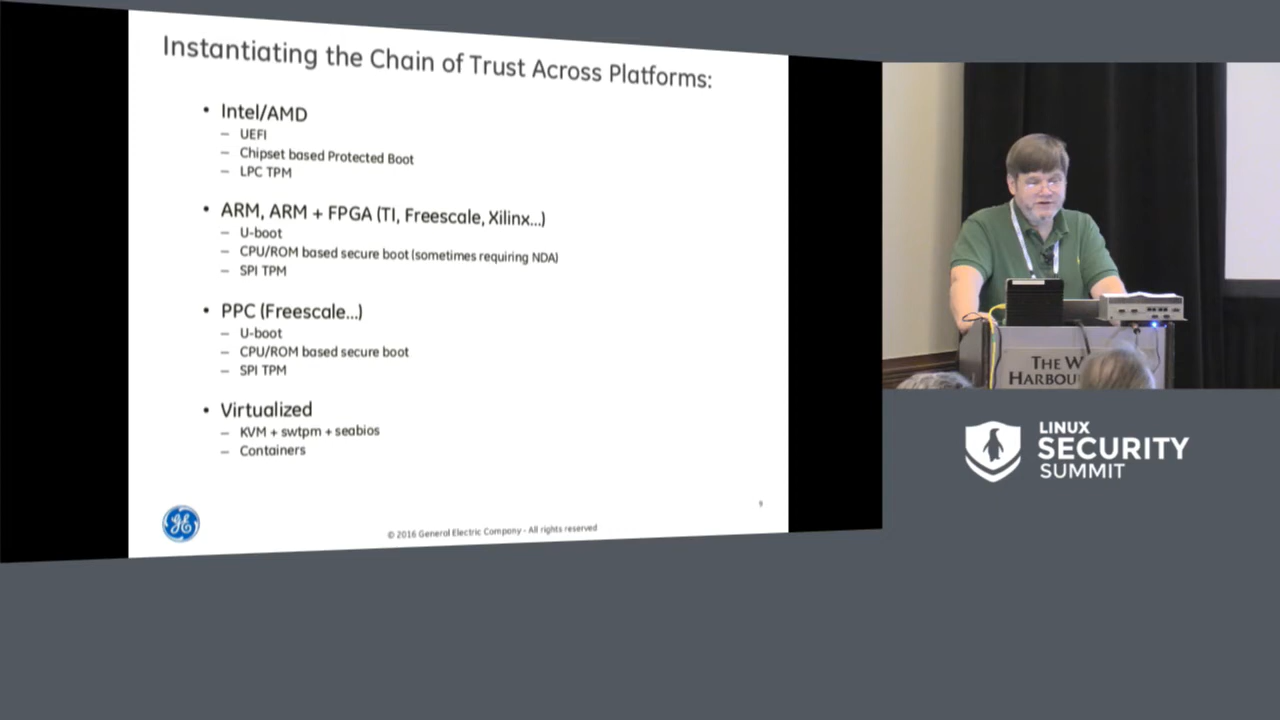 Instantiating the Chain of Trust Across Platforms:
• Intel/AMD
– UEFI
– Chipset based Protected Boot
– LPC TPM
• ARM, ARM + FPGA (TI, Freescale, Xilinx...)
– U-boot
– CPU/ROM based secure boot (sometimes requiring NDA)
– SPI TPM
• PPC (Freescale...)
– U-boot
– CPU/ROM based secure boot
– SPI TPM
• Virtualized
– KVM + swtpm + seabios
– Containers
9
GE
© 2016 General Electric Company - All rights reserved
THE W
HARBOU
LINUX
SECURITY
SUMMIT